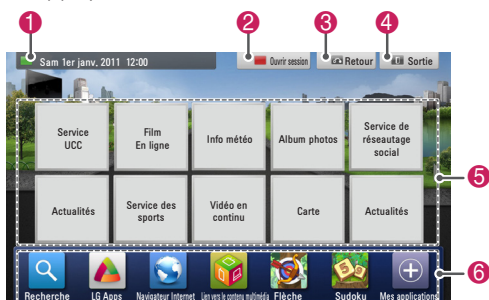 1 2 3 4
Sam 1er janv. 2011 12:00 Ouvrir session Retour Sortie
Service UCC
Film En ligne
Info météo
Album photos
Service de réseautage social
5
Actualités
Service des sports
Vidéo en continu
Carte
Actualités
6
Recherche LG Apps Navigateur Internet Lien vers le contenu multimédia Flèche Sudoku Mes applications